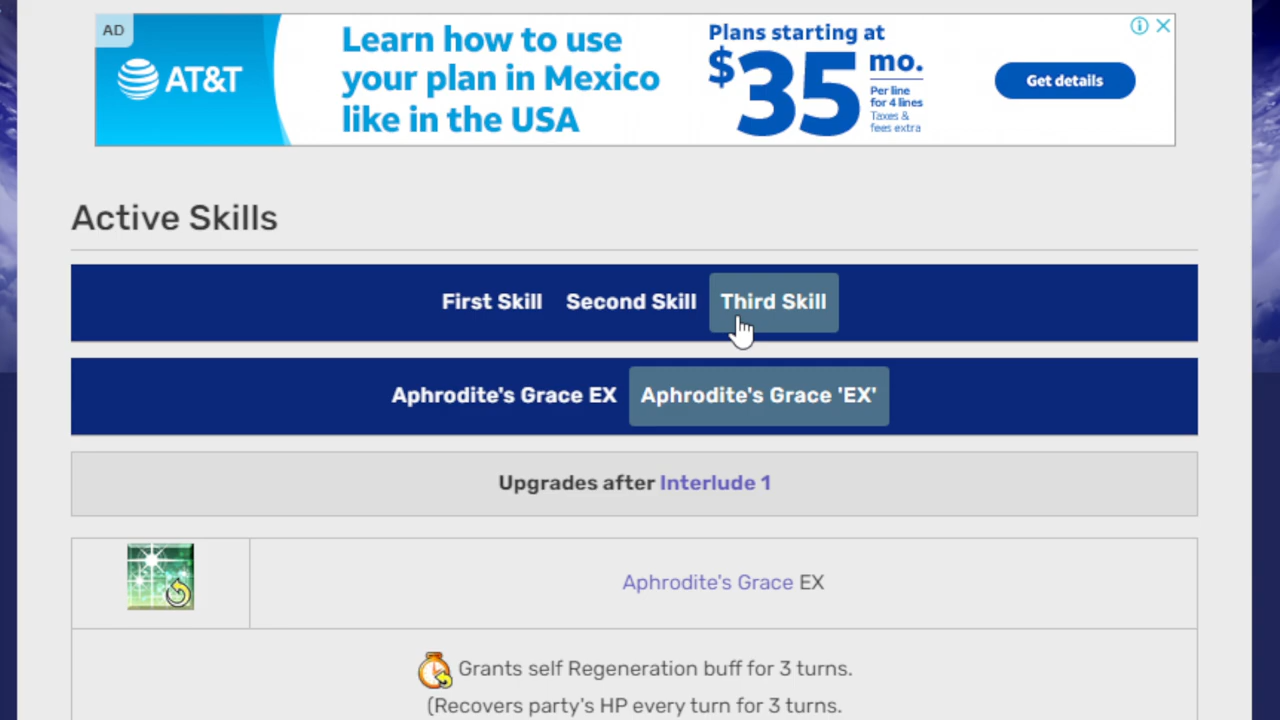 AD
AT&T
Learn how to use
your plan in Mexico
like in the USA
Plans starting at
$35 mo.
Per line
for 4 lines
Taxes &
fees extra
Get details
Active Skills
First Skill Second Skill Third Skill
Aphrodite's Grace EX Aphrodite's Grace 'EX'
Upgrades after Interlude 1
Aphrodite's Grace EX
Grants self Regeneration buff for 3 turns.
(Recovers party's HP every turn for 3 turns.